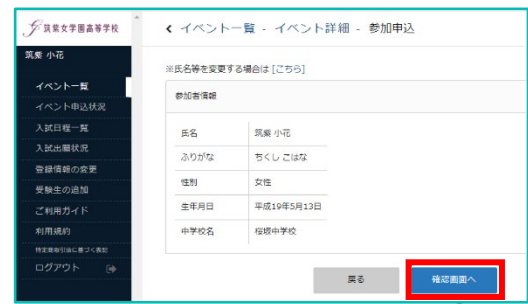 筑紫女学園高等学校
筑紫 小花
イベント一覧
イベント申込状況
入試日程一覧
入試出願状況
登録情報の変更
受験生の追加
ご利用ガイド
利用規約
特定商取引法に基づく表記
ログアウト
イベント一覧 - イベント詳細 - 参加申込
※氏名等を変更する場合は [こちら]
参加者情報
氏名 筑紫 小花
ふりがな ちくし こはな
性別 女性
生年月日 平成19年5月13日
中学校名 桜坂中学校
戻る 確認画面へ